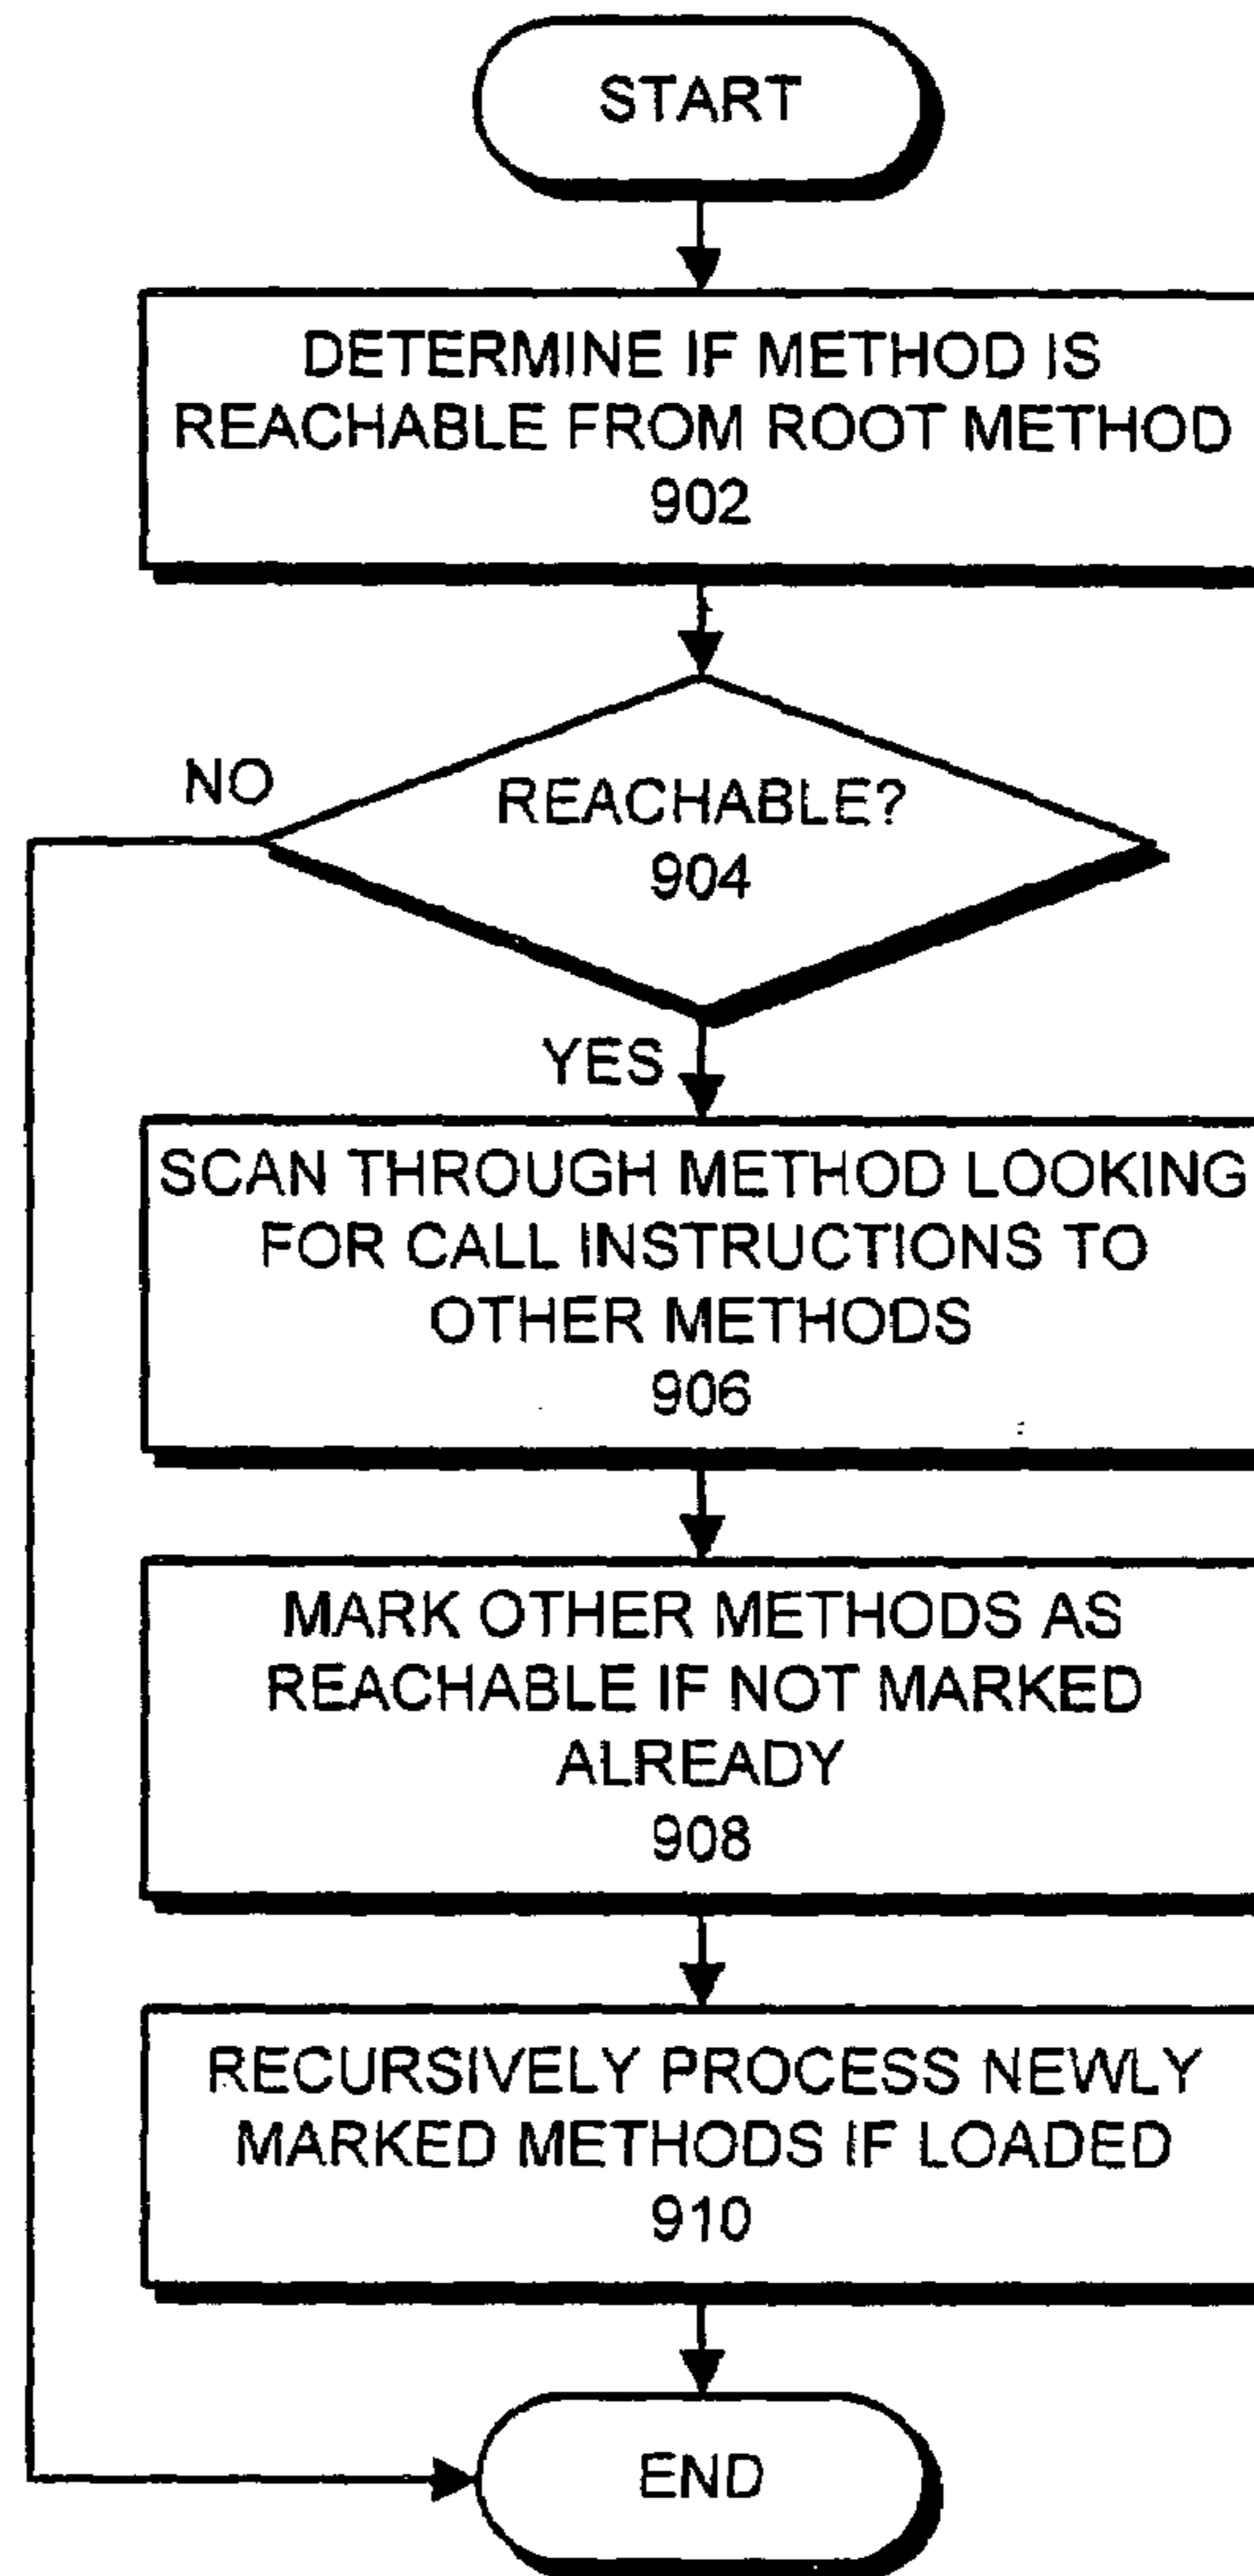 START
DETERMINE IF METHOD IS
REACHABLE FROM ROOT METHOD
902
REACHABLE?
904
NO
YES
SCAN THROUGH METHOD LOOKING
FOR CALL INSTRUCTIONS TO
OTHER METHODS
906
MARK OTHER METHODS AS
REACHABLE IF NOT MARKED
ALREADY
908
RECURSIVELY PROCESS NEWLY
MARKED METHODS IF LOADED
910
END